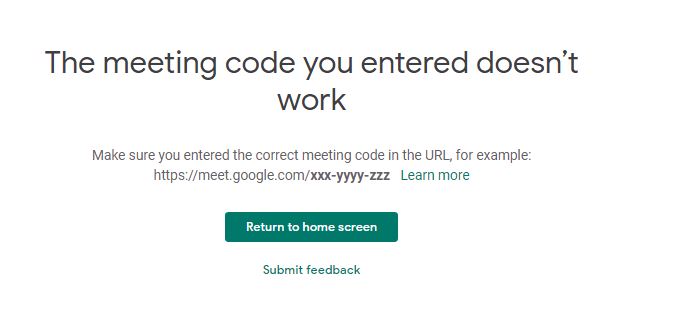 The meeting code you entered doesn’t
work
Make sure you entered the correct meeting code in the URL, for example:
https://meet.google.com/xxx-yyyy-zzz Learn more
Return to home screen
Submit feedback